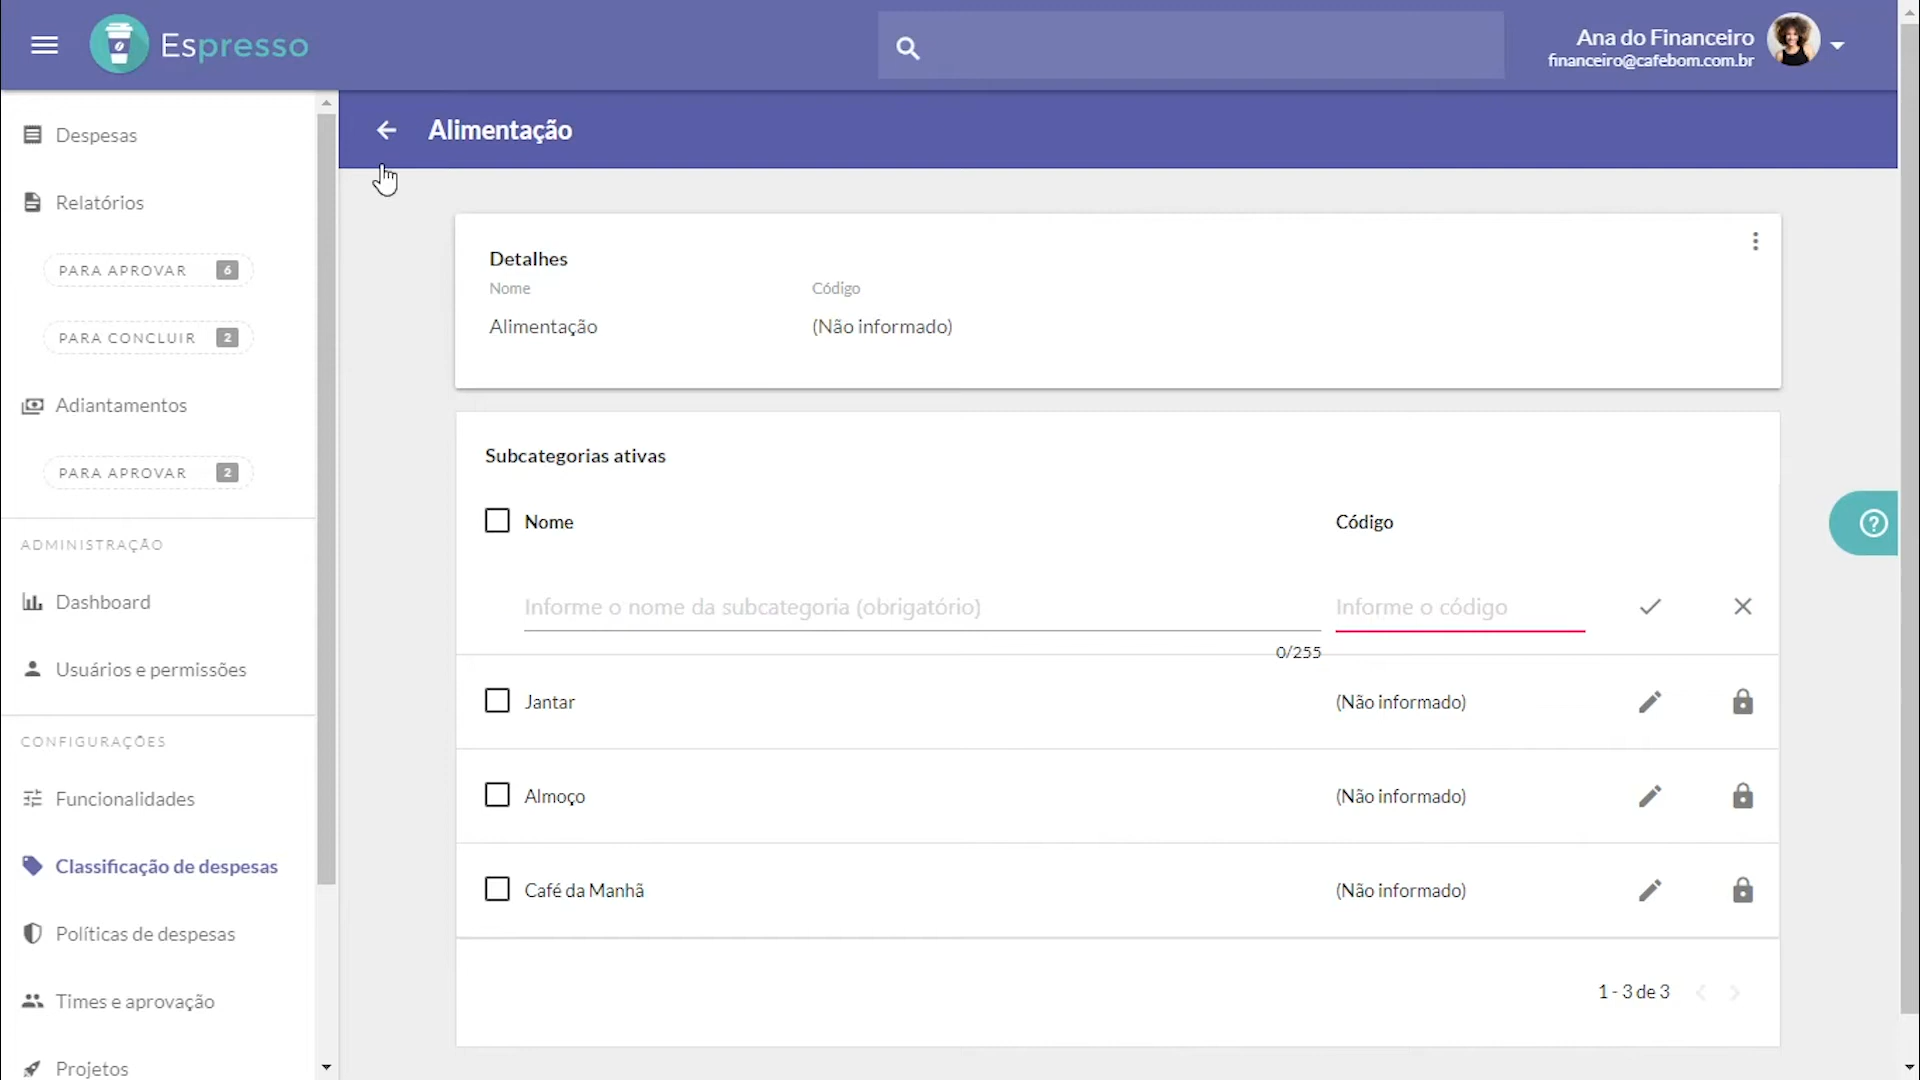 Espresso
Ana do Financeiro
financeiro@cafebom.com.br
Despesas
Relatórios
PARA APROVAR 6
PARA CONCLUIR 2
Adiantamentos
PARA APROVAR 2
ADMINISTRAÇÃO
Dashboard
Usuários e permissões
CONFIGURAÇÕES
Funcionalidades
Classificação de despesas
Políticas de despesas
Times e aprovação
Projetos
Alimentação
Detalhes
Nome Código
Alimentação (Não informado)
Subcategorias ativas
Nome Código
Informe o nome da subcategoria (obrigatório) Informe o código
0/255
Jantar (Não informado)
Almoço (Não informado)
Café da Manhã (Não informado)
1 - 3 de 3